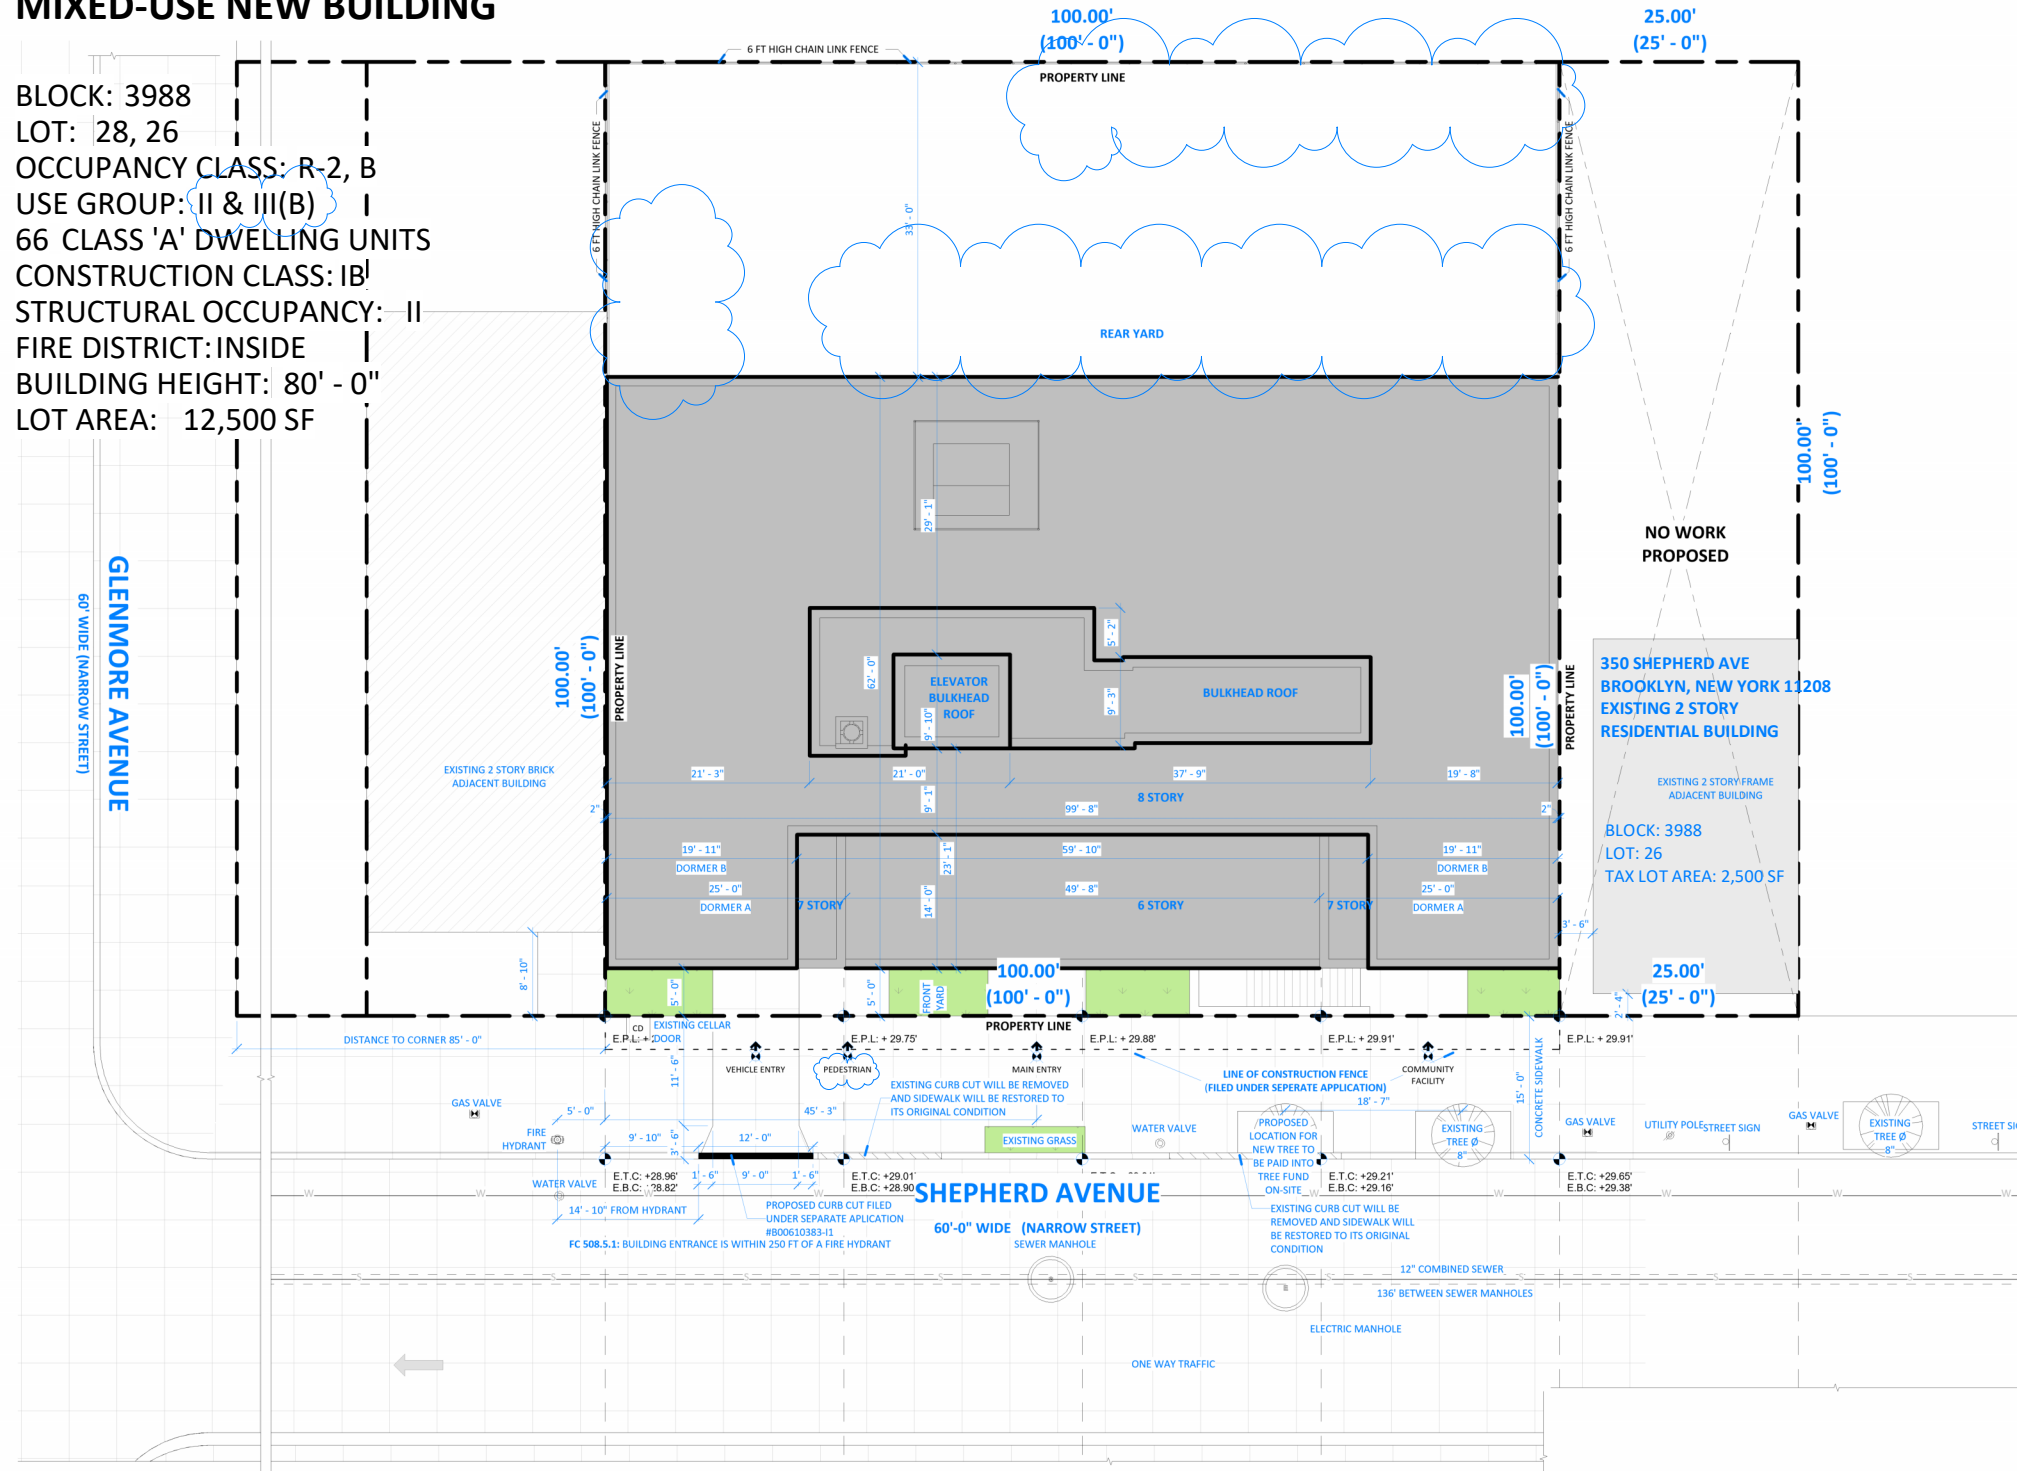 MIXED-USE NEW BUILDING
BLOCK: 3988
LOT: 28, 26
OCCUPANCY CLASS: R-2, B
USE GROUP: II & III(B)
66 CLASS 'A' DWELLING UNITS
CONSTRUCTION CLASS: IB
STRUCTURAL OCCUPANCY: II
FIRE DISTRICT: INSIDE
BUILDING HEIGHT: 80' - 0"
LOT AREA: 12,500 SF
6 FT HIGH CHAIN LINK FENCE
100.00'
(100' - 0")
PROPERTY LINE
25.00'
(25' - 0")
6 FT HIGH CHAIN LINK FENCE
6 FT HIGH CHAIN LINK FENCE
33' - 0"
REAR YARD
100.00'
(100' - 0")
NO WORK
PROPOSED
29' - 1"
GLENMORE AVENUE
60' WIDE (NARROW STREET)
EXISTING 2 STORY BRICK
ADJACENT BUILDING
100.00'
(100' - 0")
PROPERTY LINE
62' - 0"
ELEVATOR
BULKHEAD
ROOF
9' - 10"
5' - 2"
9' - 3"
BULKHEAD ROOF
100.00'
(100' - 0")
PROPERTY LINE
350 SHEPHERD AVE
BROOKLYN, NEW YORK 11208
EXISTING 2 STORY
RESIDENTIAL BUILDING
EXISTING 2 STORY FRAME
ADJACENT BUILDING
BLOCK: 3988
LOT: 26
TAX LOT AREA: 2,500 SF
21' - 3"
21' - 0"
37' - 9"
19' - 8"
9' - 1"
8 STORY
2"
99' - 8"
2"
19' - 11"
DORMER B
23' - 1"
59' - 10"
19' - 11"
DORMER B
25' - 0"
DORMER A
7 STORY
14' - 0"
49' - 8"
6 STORY
7 STORY
25' - 0"
DORMER A
3' - 6"
8' - 10"
5' - 0"
5' - 0"
FRONT
YARD
100.00'
(100' - 0")
25.00'
(25' - 0")
2' - 4"
PROPERTY LINE
DISTANCE TO CORNER 85' - 0"
CD
EXISTING CELLAR
DOOR
E.P.L: +
E.P.L: + 29.75'
E.P.L: + 29.88'
E.P.L: + 29.91'
E.P.L: + 29.91'
VEHICLE ENTRY
PEDESTRIAN
MAIN ENTRY
COMMUNITY
FACILITY
LINE OF CONSTRUCTION FENCE
(FILED UNDER SEPERATE APPLICATION)
11' - 6"
EXISTING CURB CUT WILL BE REMOVED
AND SIDEWALK WILL BE RESTORED TO
ITS ORIGINAL CONDITION
18' - 7"
15' - 0"
CONCRETE SIDEWALK
GAS VALVE
5' - 0"
45' - 3"
FIRE
HYDRANT
9' - 10"
3' - 6"
12' - 0"
EXISTING GRASS
WATER VALVE
PROPOSED
LOCATION FOR
NEW TREE TO
BE PAID INTO
TREE FUND
ON-SITE
EXISTING
TREE Ø
8"
GAS VALVE
UTILITY POLE
STREET SIGN
GAS VALVE
EXISTING
TREE Ø
8"
STREET SI
WATER VALVE
E.T.C: +28.96'
E.B.C: +28.82'
1' - 6"
9' - 0"
1' - 6"
E.T.C: +29.01'
E.B.C: +28.90
E.T.C: +29.21'
E.B.C: +29.16'
E.T.C: +29.65'
E.B.C: +29.38'
14' - 10" FROM HYDRANT
PROPOSED CURB CUT FILED
UNDER SEPARATE APLICATION
#B00610383-I1
SHEPHERD AVENUE
60'-0" WIDE (NARROW STREET)
EXISTING CURB CUT WILL BE
REMOVED AND SIDEWALK WILL
BE RESTORED TO ITS ORIGINAL
CONDITION
FC 508.5.1: BUILDING ENTRANCE IS WITHIN 250 FT OF A FIRE HYDRANT
SEWER MANHOLE
12" COMBINED SEWER
136' BETWEEN SEWER MANHOLES
ELECTRIC MANHOLE
ONE WAY TRAFFIC